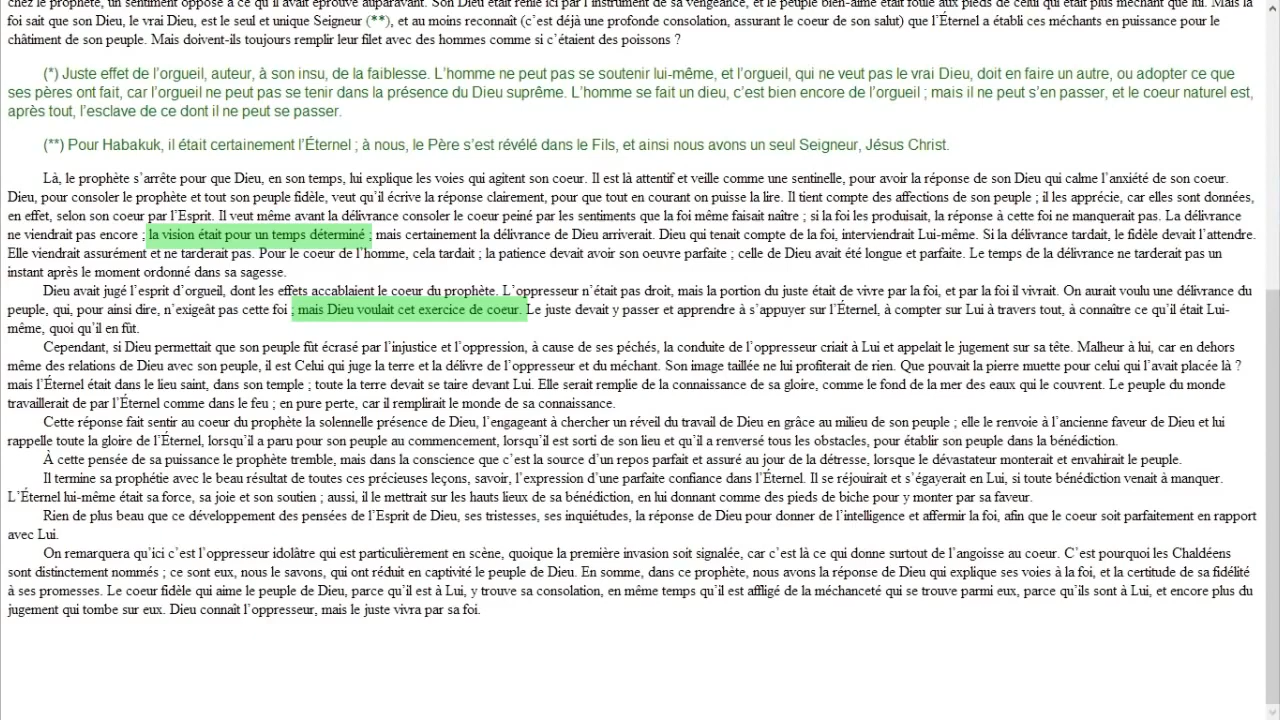 chez le prophète, un sentiment opposé à ce qu'il avait éprouvé auparavant. Son Dieu était renié ici par l'instrument de sa vengeance, et le peuple bien-aimé était foulé aux pieds de celui qui était plus méchant que lui. Mais la
foi sait que son Dieu, le vrai Dieu, est le seul et unique Seigneur (**), et au moins reconnaît (c'est déjà une profonde consolation, assurant le coeur de son salut) que l'Éternel a établi ces méchants en puissance pour le
châtiment de son peuple. Mais doivent-ils toujours remplir leur filet avec des hommes comme si c'étaient des poissons ?
(*) Juste effet de l'orgueil, auteur, à son insu, de la faiblesse. L'homme ne peut pas se soutenir lui-même, et l'orgueil, qui ne veut pas le vrai Dieu, doit en faire un autre, ou adopter ce que
ses pères ont fait, car l'orgueil ne peut pas se tenir dans la présence du Dieu suprême. L'homme se fait un dieu, c'est bien encore de l'orgueil ; mais il ne peut s'en passer, et le coeur naturel est,
après tout, l'esclave de ce dont il ne peut se passer.
(**) Pour Habakuk, il était certainement l'Éternel ; à nous, le Père s'est révélé dans le Fils, et ainsi nous avons un seul Seigneur, Jésus Christ.
Là, le prophète s'arrête pour que Dieu, en son temps, lui explique les voies qui agitent son coeur. Il est là attentif et veille comme une sentinelle, pour avoir la réponse de son Dieu qui calme l'anxiété de son coeur.
Dieu, pour consoler le prophète et tout son peuple fidèle, veut qu'il écrive la réponse clairement, pour que tout en courant on puisse la lire. Il tient compte des affections de son peuple ; il les apprécie, car elles sont données,
en effet, selon son coeur par l'Esprit. Il veut même avant la délivrance consoler le coeur peiné par les sentiments que la foi même faisait naître ; si la foi les produisait, la réponse à cette foi ne manquerait pas. La délivrance
ne viendrait pas encore ; la vision était pour un temps déterminé ; mais certainement la délivrance de Dieu arriverait. Dieu qui tenait compte de la foi, interviendrait Lui-même. Si la délivrance tardait, le fidèle devait l'attendre.
Elle viendrait assurément et ne tarderait pas. Pour le coeur de l'homme, cela tardait ; la patience devait avoir son oeuvre parfaite ; celle de Dieu avait été longue et parfaite. Le temps de la délivrance ne tarderait pas un
instant après le moment ordonné dans sa sagesse.
Dieu avait jugé l'esprit d'orgueil, dont les effets accablaient le coeur du prophète. L'oppresseur n'était pas droit, mais la portion du juste était de vivre par la foi, et par la foi il vivrait. On aurait voulu une délivrance du
peuple, qui, pour ainsi dire, n'exigeât pas cette foi ; mais Dieu voulait cet exercice de coeur. Le juste devait y passer et apprendre à s'appuyer sur l'Éternel, à compter sur Lui à travers tout, à connaître ce qu'il était Lui-
même, quoi qu'il en fût.
Cependant, si Dieu permettait que son peuple fût écrasé par l'injustice et l'oppression, à cause de ses péchés, la conduite de l'oppresseur criait à Lui et appelait le jugement sur sa tête. Malheur à lui, car en dehors
même des relations de Dieu avec son peuple, il est Celui qui juge la terre et la délivre de l'oppresseur et du méchant. Son image taillée ne lui profiterait de rien. Que pouvait la pierre muette pour celui qui l'avait placée là ?
mais l'Éternel était dans le lieu saint, dans son temple ; toute la terre devait se taire devant Lui. Elle serait remplie de la connaissance de sa gloire, comme le fond de la mer des eaux qui le couvrent. Le peuple du monde
travaillerait de par l'Éternel comme dans le feu ; en pure perte, car il remplirait le monde de sa connaissance.
Cette réponse fait sentir au coeur du prophète la solennelle présence de Dieu, l'engageant à chercher un réveil du travail de Dieu en grâce au milieu de son peuple ; elle le renvoie à l'ancienne faveur de Dieu et lui
rappelle toute la gloire de l'Éternel, lorsqu'il a paru pour son peuple au commencement, lorsqu'il est sorti de son lieu et qu'il a renversé tous les obstacles, pour établir son peuple dans la bénédiction.
À cette pensée de sa puissance le prophète tremble, mais dans la conscience que c'est la source d'un repos parfait et assuré au jour de la détresse, lorsque le dévastateur monterait et envahirait le peuple.
Il termine sa prophétie avec le beau résultat de toutes ces précieuses leçons, savoir, l'expression d'une parfaite confiance dans l'Éternel. Il se réjouirait et s'égayerait en Lui, si toute bénédiction venait à manquer.
L'Éternel lui-même était sa force, sa joie et son soutien ; aussi, il le mettrait sur les hauts lieux de sa bénédiction, en lui donnant comme des pieds de biche pour y monter par sa faveur.
Rien de plus beau que ce développement des pensées de l'Esprit de Dieu, ses tristesses, ses inquiétudes, la réponse de Dieu pour donner de l'intelligence et affermir la foi, afin que le coeur soit parfaitement en rapport
avec Lui.
On remarquera qu'ici c'est l'oppresseur idolâtre qui est particulièrement en scène, quoique la première invasion soit signalée, car c'est là ce qui donne surtout de l'angoisse au coeur. C'est pourquoi les Chaldéens
sont distinctement nommés ; ce sont eux, nous le savons, qui ont réduit en captivité le peuple de Dieu. En somme, dans ce prophète, nous avons la réponse de Dieu qui explique ses voies à la foi, et la certitude de sa fidélité
à ses promesses. Le coeur fidèle qui aime le peuple de Dieu, parce qu'il est à Lui, y trouve sa consolation, en même temps qu'il est affligé de la méchanceté qui se trouve parmi eux, parce qu'ils sont à Lui, et encore plus du
jugement qui tombe sur eux. Dieu connaît l'oppresseur, mais le juste vivra par sa foi.